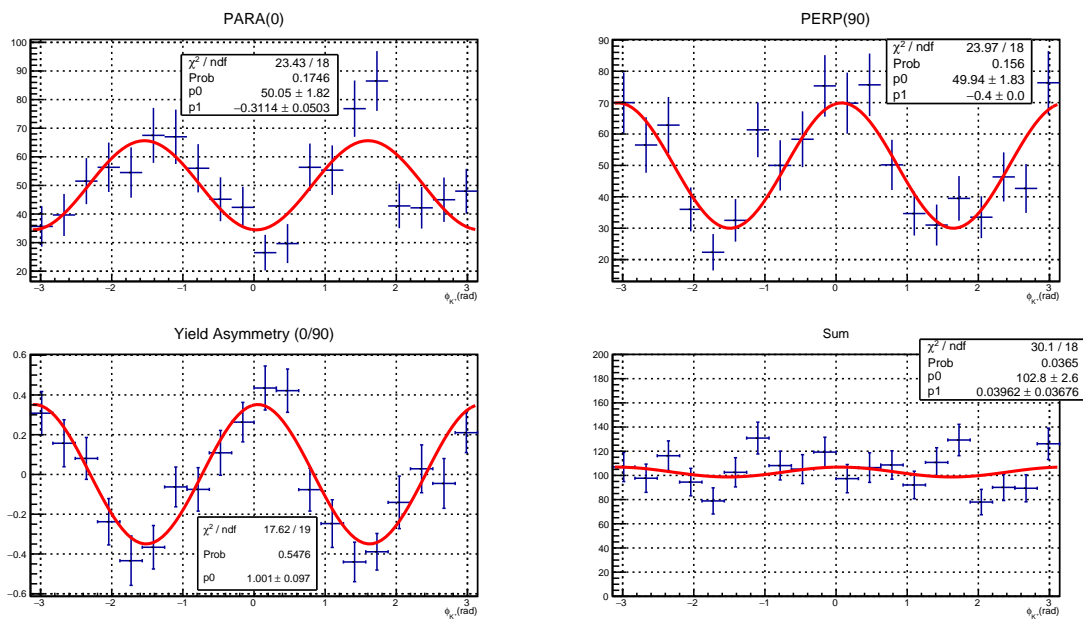 PARA(0)
χ² / ndf 23.43 / 18
Prob 0.1746
p0 50.05 ± 1.82
p1 −0.3114 ± 0.0503
100
90
80
70
60
50
40
30
20
−3 −2 −1 0 1 2 3
ϕK⁺(rad)
PERP(90)
χ² / ndf 23.97 / 18
Prob 0.156
p0 49.94 ± 1.83
p1 −0.4 ± 0.0
90
80
70
60
50
40
30
20
−3 −2 −1 0 1 2 3
ϕK⁺(rad)
Yield Asymmetry (0/90)
0.6
0.4
0.2
0
−0.2
−0.4
−0.6
χ² / ndf 17.62 / 19
Prob 0.5476
p0 1.001 ± 0.097
−3 −2 −1 0 1 2 3
ϕK⁺(rad)
Sum
χ² / ndf 30.1 / 18
Prob 0.0365
p0 102.8 ± 2.6
p1 0.03962 ± 0.03676
200
180
160
140
120
100
80
60
40
20
0
−3 −2 −1 0 1 2 3
ϕK⁺(rad)